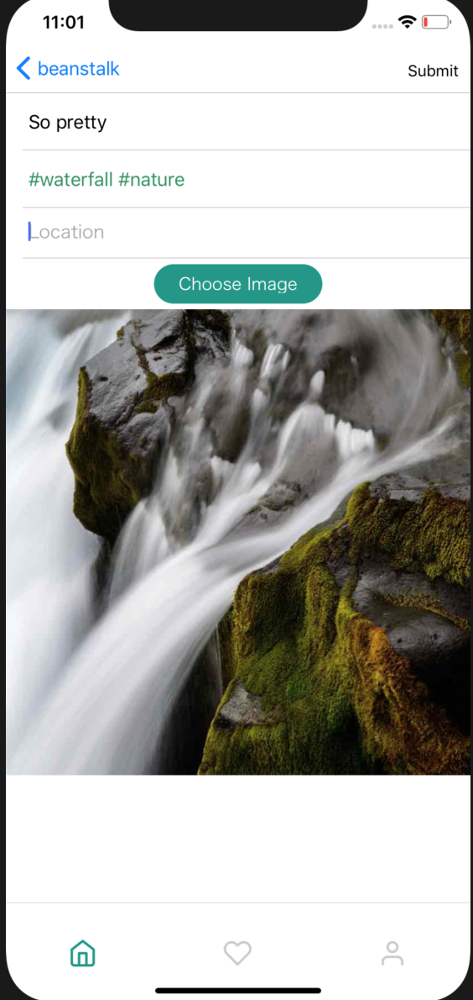 11:01
beanstalk
Submit
So pretty
#waterfall #nature
Location
Choose Image